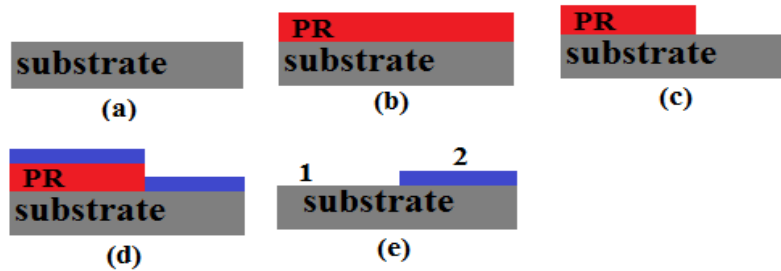 substrate
(a)
PR
substrate
(b)
PR
substrate
(c)
PR
substrate
(d)
1 2
substrate
(e)